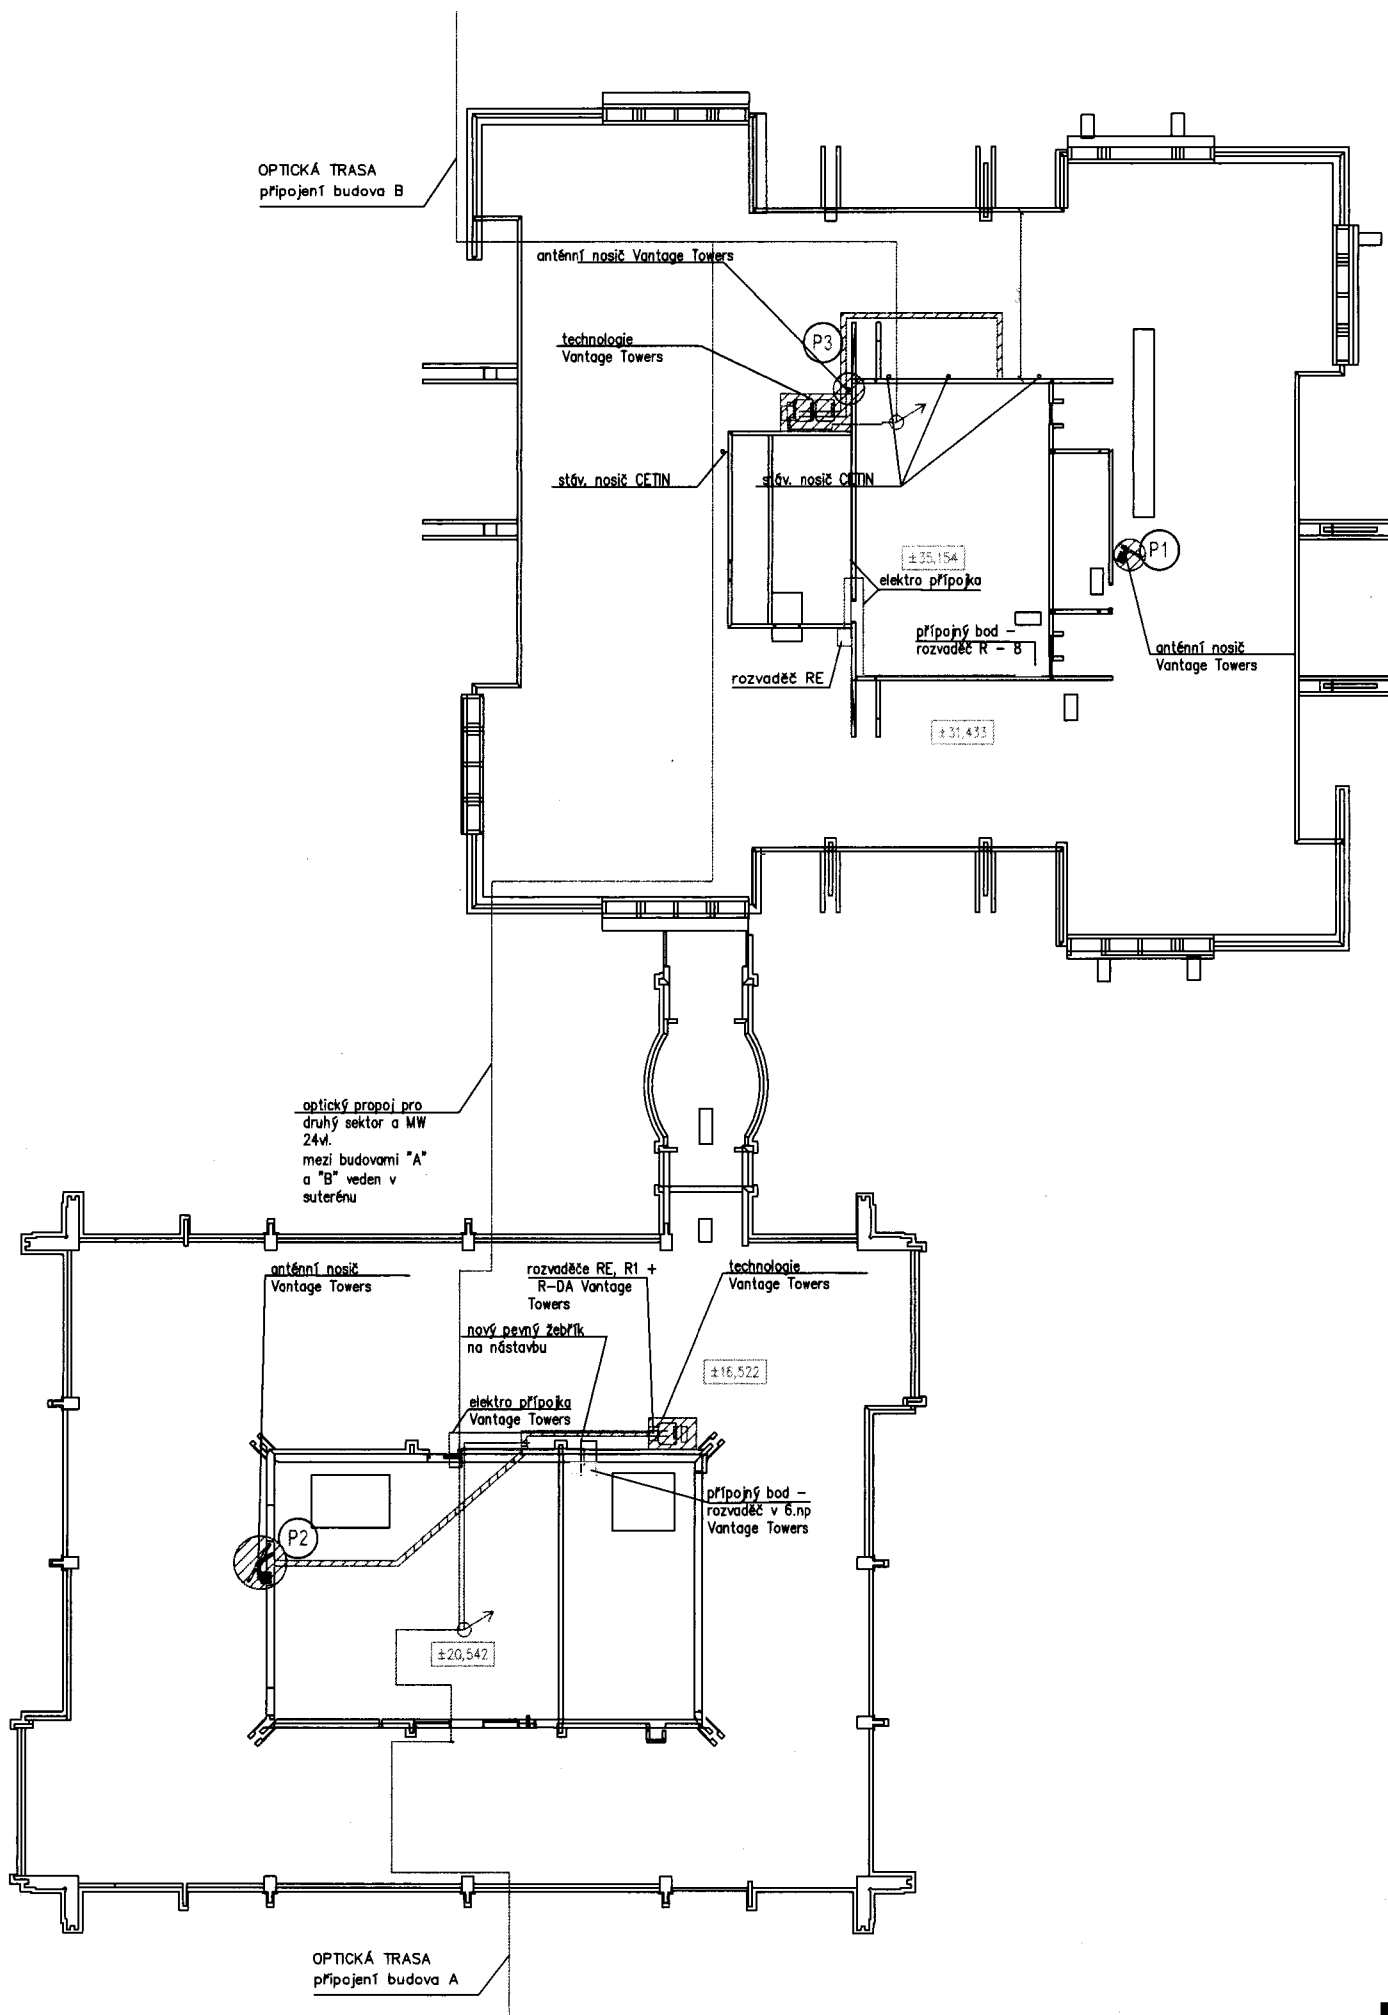 OPTICKÁ TRASA
připojení budova B
anténní nosič Vantage Towers
technologie
Vantage Towers
P3
stáv. nosič CETIN
stáv. nosič CETIN
±35,154
P1
elektro přípojka
přípojný bod –
rozvaděč R – 8
anténní nosič
Vantage Towers
rozvaděč RE
±31,433
optický propoj pro
druhý sektor a MW
24vl.
mezi budovami "A"
a "B" veden v
suterénu
anténní nosič
Vantage Towers
rozvaděče RE, R1 +
R-DA Vantage
Towers
technologie
Vantage Towers
nový pevný žebřík
na nástavbu
±16,522
elektro přípojka
Vantage Towers
přípojný bod –
rozvaděč v 6.np
Vantage Towers
P2
±20,542
OPTICKÁ TRASA
připojení budova A